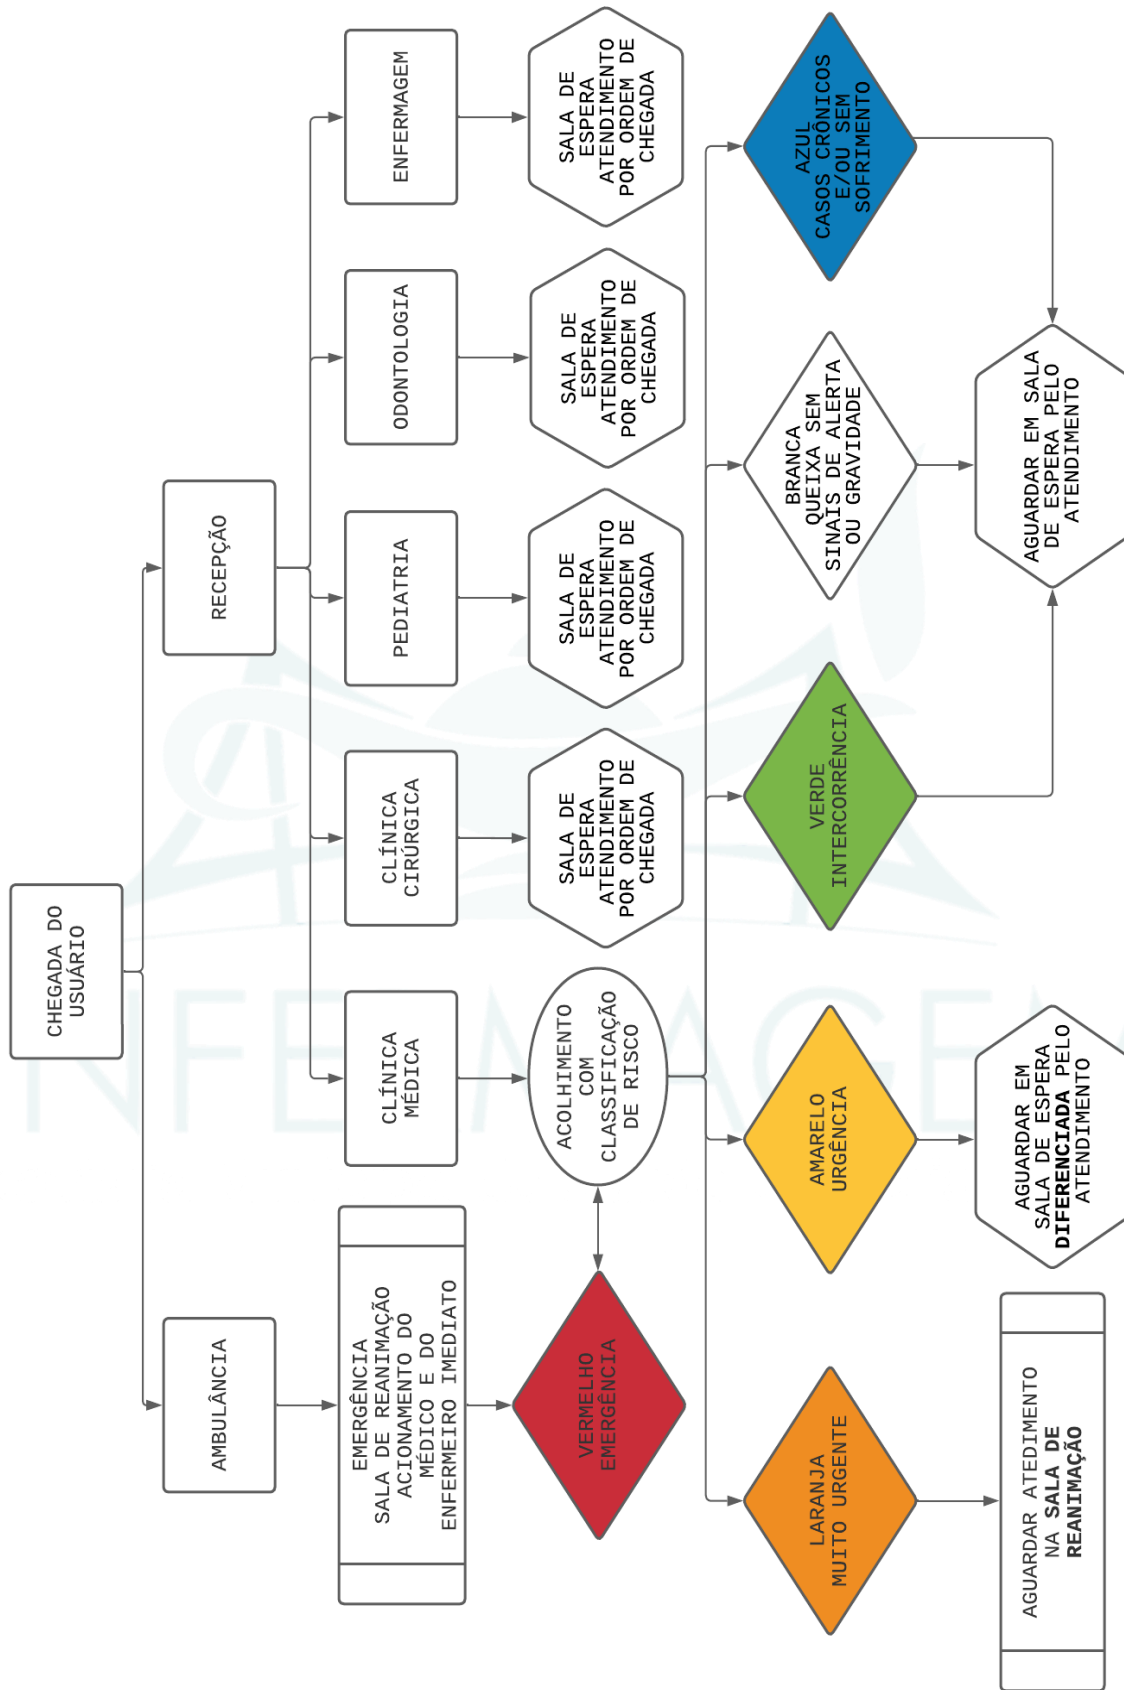 CHEGADA DO
USUÁRIO
AMBULÂNCIA
RECEPÇÃO
EMERGÊNCIA
SALA DE REANIMAÇÃO
ACIONAMENTO DO
MÉDICO E DO
ENFERMEIRO IMEDIATO
CLÍNICA
MÉDICA
CLÍNICA
CIRÚRGICA
PEDIATRIA
ODONTOLOGIA
ENFERMAGEM
VERMELHO
EMERGÊNCIA
ACOLHIMENTO
COM
CLASSIFICAÇÃO
DE RISCO
SALA DE
ESPERA
ATENDIMENTO
POR ORDEM DE
CHEGADA
SALA DE
ESPERA
ATENDIMENTO
POR ORDEM DE
CHEGADA
SALA DE
ESPERA
ATENDIMENTO
POR ORDEM DE
CHEGADA
SALA DE
ESPERA
ATENDIMENTO
POR ORDEM DE
CHEGADA
LARANJA
MUITO URGENTE
AMARELO
URGÊNCIA
VERDE
INTERCORRÊNCIA
BRANCA
QUEIXA SEM
SINAIS DE ALERTA
OU GRAVIDADE
AZUL
CASOS CRÔNICOS
E/OU SEM
SOFRIMENTO
AGUARDAR ATEDIMENTO
NA SALA DE
REANIMAÇÃO
AGUARDAR EM
SALA DE ESPERA
DIFERENCIADA PELO
ATENDIMENTO
AGUARDAR EM SALA
DE ESPERA PELO
ATENDIMENTO